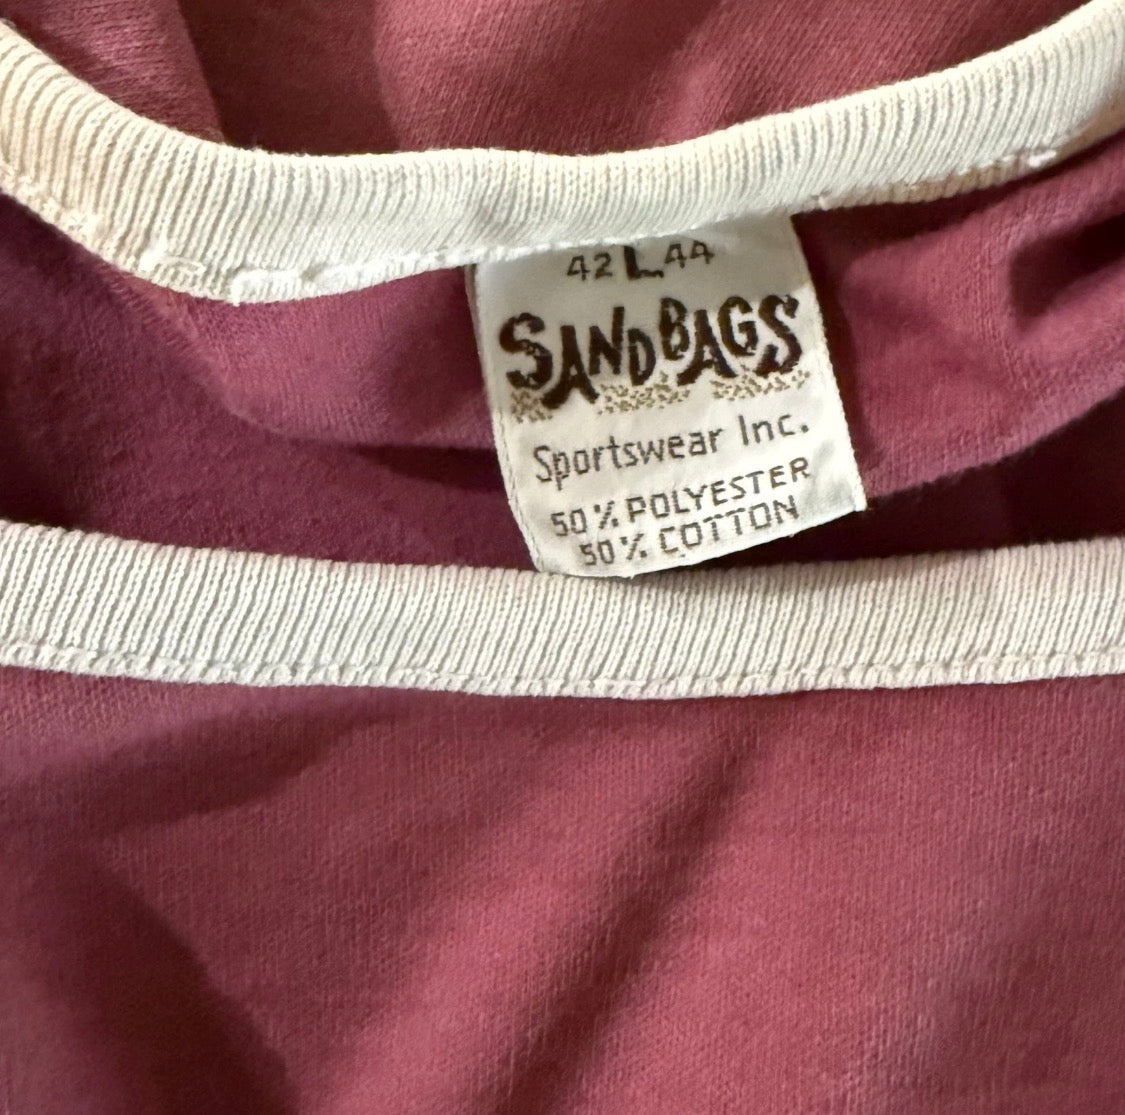 42 L 44
SANDBAGS
Sportswear Inc.
50% POLYESTER
50% COTTON